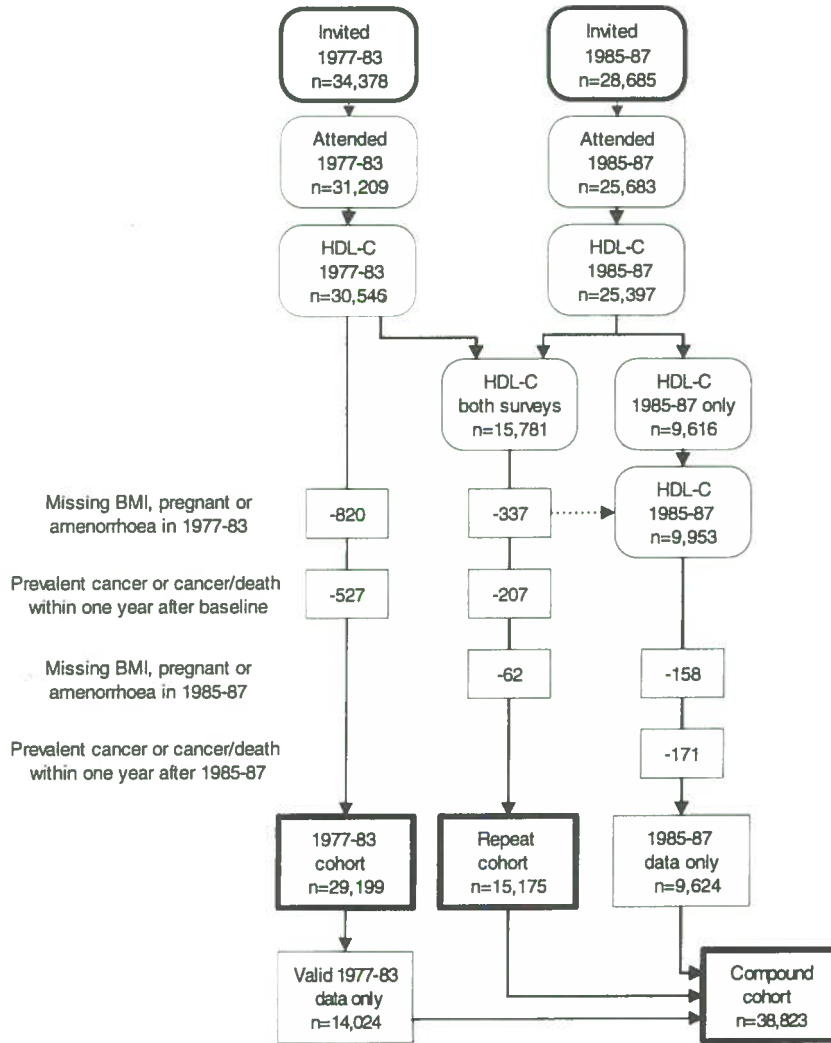 Invited
1977-83
n=34,378
Invited
1985-87
n=28,685
Attended
1977-83
n=31,209
Attended
1985-87
n=25,683
HDL-C
1977-83
n=30,546
HDL-C
1985-87
n=25,397
HDL-C
both surveys
n=15,781
HDL-C
1985-87 only
n=9,616
Missing BMI, pregnant or
amenorrhoea in 1977-83
-820
-337
HDL-C
1985-87
n=9,953
Prevalent cancer or cancer/death
within one year after baseline
-527
-207
Missing BMI, pregnant or
amenorrhoea in 1985-87
-62
-158
Prevalent cancer or cancer/death
within one year after 1985-87
-171
1977-83
cohort
n=29,199
Repeat
cohort
n=15,175
1985-87
data only
n=9,624
Valid 1977-83
data only
n=14,024
Compound
cohort
n=38,823